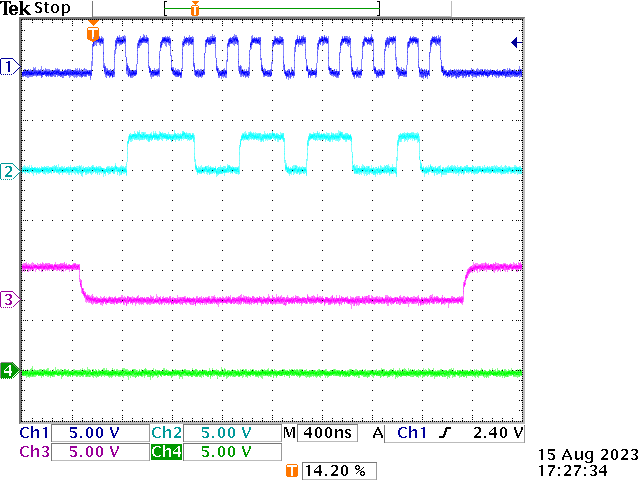 Tek Stop
T
T
1
2
3
4
Ch1 5.00 V Ch2 5.00 V M 400ns A Ch1 2.40 V
Ch3 5.00 V Ch4 5.00 V
T 14.20 %
15 Aug 2023
17:27:34